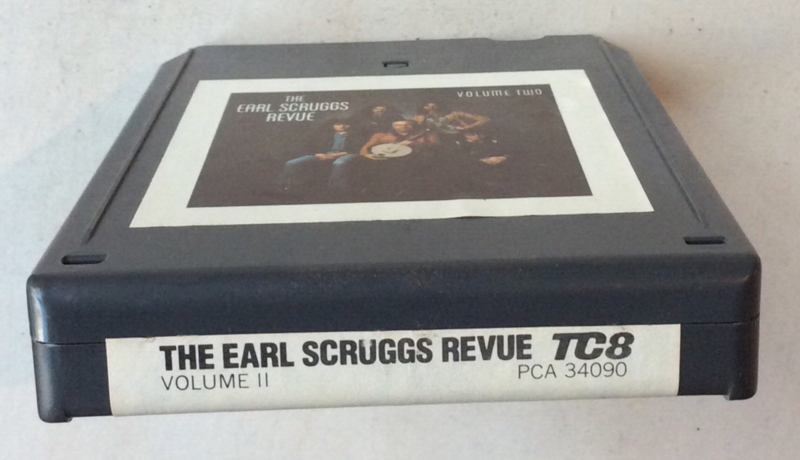 THE
EARL SCRUGGS
REVUE
VOLUME TWO
THE EARL SCRUGGS REVUE TC8
VOLUME II PCA 34090